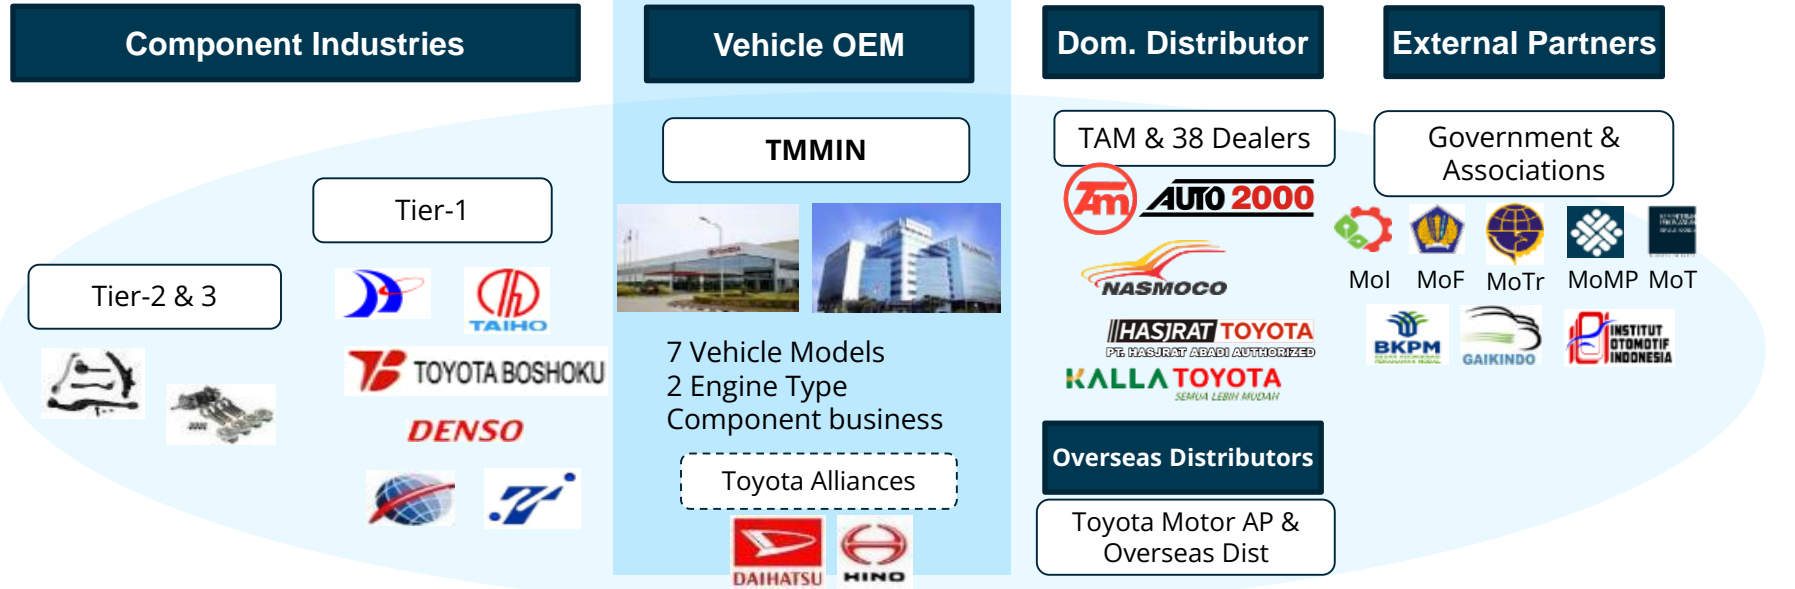 Component Industries
Vehicle OEM
Dom. Distributor
External Partners
Tier-2 & 3
Tier-1
TAIHO
TOYOTA BOSHOKU
DENSO
TMMIN
7 Vehicle Models
2 Engine Type
Component business
Toyota Alliances
DAIHATSU
HINO
TAM & 38 Dealers
Tam
AUTO 2000
NASMOCO
HASJRAT TOYOTA
PT. HASJRAT ABADI AUTHORIZED
KALLA TOYOTA
SEMUA LEBIH MUDAH
Overseas Distributors
Toyota Motor AP &
Overseas Dist
Government &
Associations
MoI MoF MoTr MoMP MoT
BKPM
GAIKINDO
INSTITUT
OTOMOTIF
INDONESIA